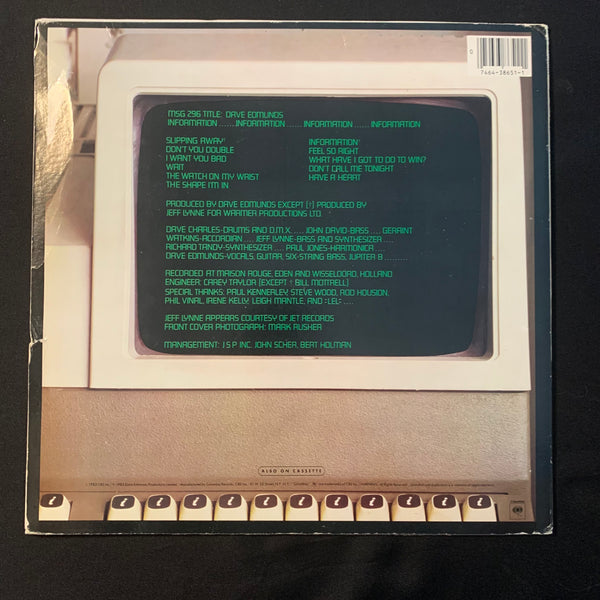 0
7464-38651-1
MSG 296 TITLE: DAVE EDMUNDS
INFORMATION ...... INFORMATION ...... INFORMATION ...... INFORMATION
SLIPPING AWAY†
DON'T YOU DOUBLE
I WANT YOU BAD
WAIT
THE WATCH ON MY WRIST
THE SHAPE I'M IN
INFORMATION†
FEEL SO RIGHT
WHAT HAVE I GOT TO DO TO WIN?
DON'T CALL ME TONIGHT
HAVE A HEART
PRODUCED BY DAVE EDMUNDS EXCEPT (†) PRODUCED BY
JEFF LYNNE FOR WARMER PRODUCTIONS LTD.
DAVE CHARLES-DRUMS AND D.M.X. .... JOHN DAVID-BASS .... GERAINT
WATKINS-ACCORDIAN .... JEFF LYNNE-BASS AND SYNTHESIZER ....
RICHARD TANDY-SYNTHESIZER .... PAUL JONES-HARMONICA ....
DAVE EDMUNDS-VOCALS, GUITAR, SIX-STRING BASS, JUPITER 8 .........
RECORDED AT MAISON ROUGE, EDEN AND WISSELOORD, HOLLAND
ENGINEER: CAREY TAYLOR (EXCEPT † BILL MOTTRELL)
SPECIAL THANKS: PAUL KENNERLEY, STEVE WOOD, ROD HOUSION,
PHIL VINAL, IRENE KELLY, LEIGH MANTLE, AND :LEL: ....
JEFF LYNNE APPEARS COURTESY OF JET RECORDS
FRONT COVER PHOTOGRAPH: MARK RUSHER
MANAGEMENT: J S P INC. JOHN SCHER, BERT HOLMAN
ALSO ON CASSETTE
i i i i i i i i i i